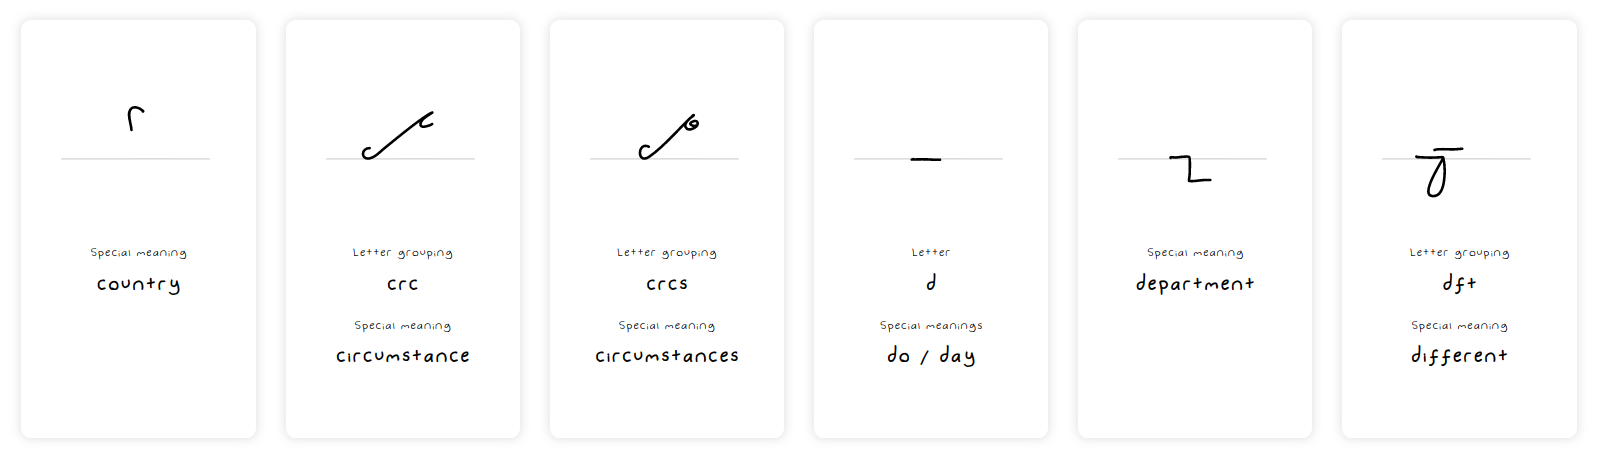 Special meaning
country
Letter grouping
crc
Special meaning
circumstance
Letter grouping
crcs
Special meaning
circumstances
Letter
d
Special meanings
do / day
Special meaning
department
Letter grouping
dft
Special meaning
different